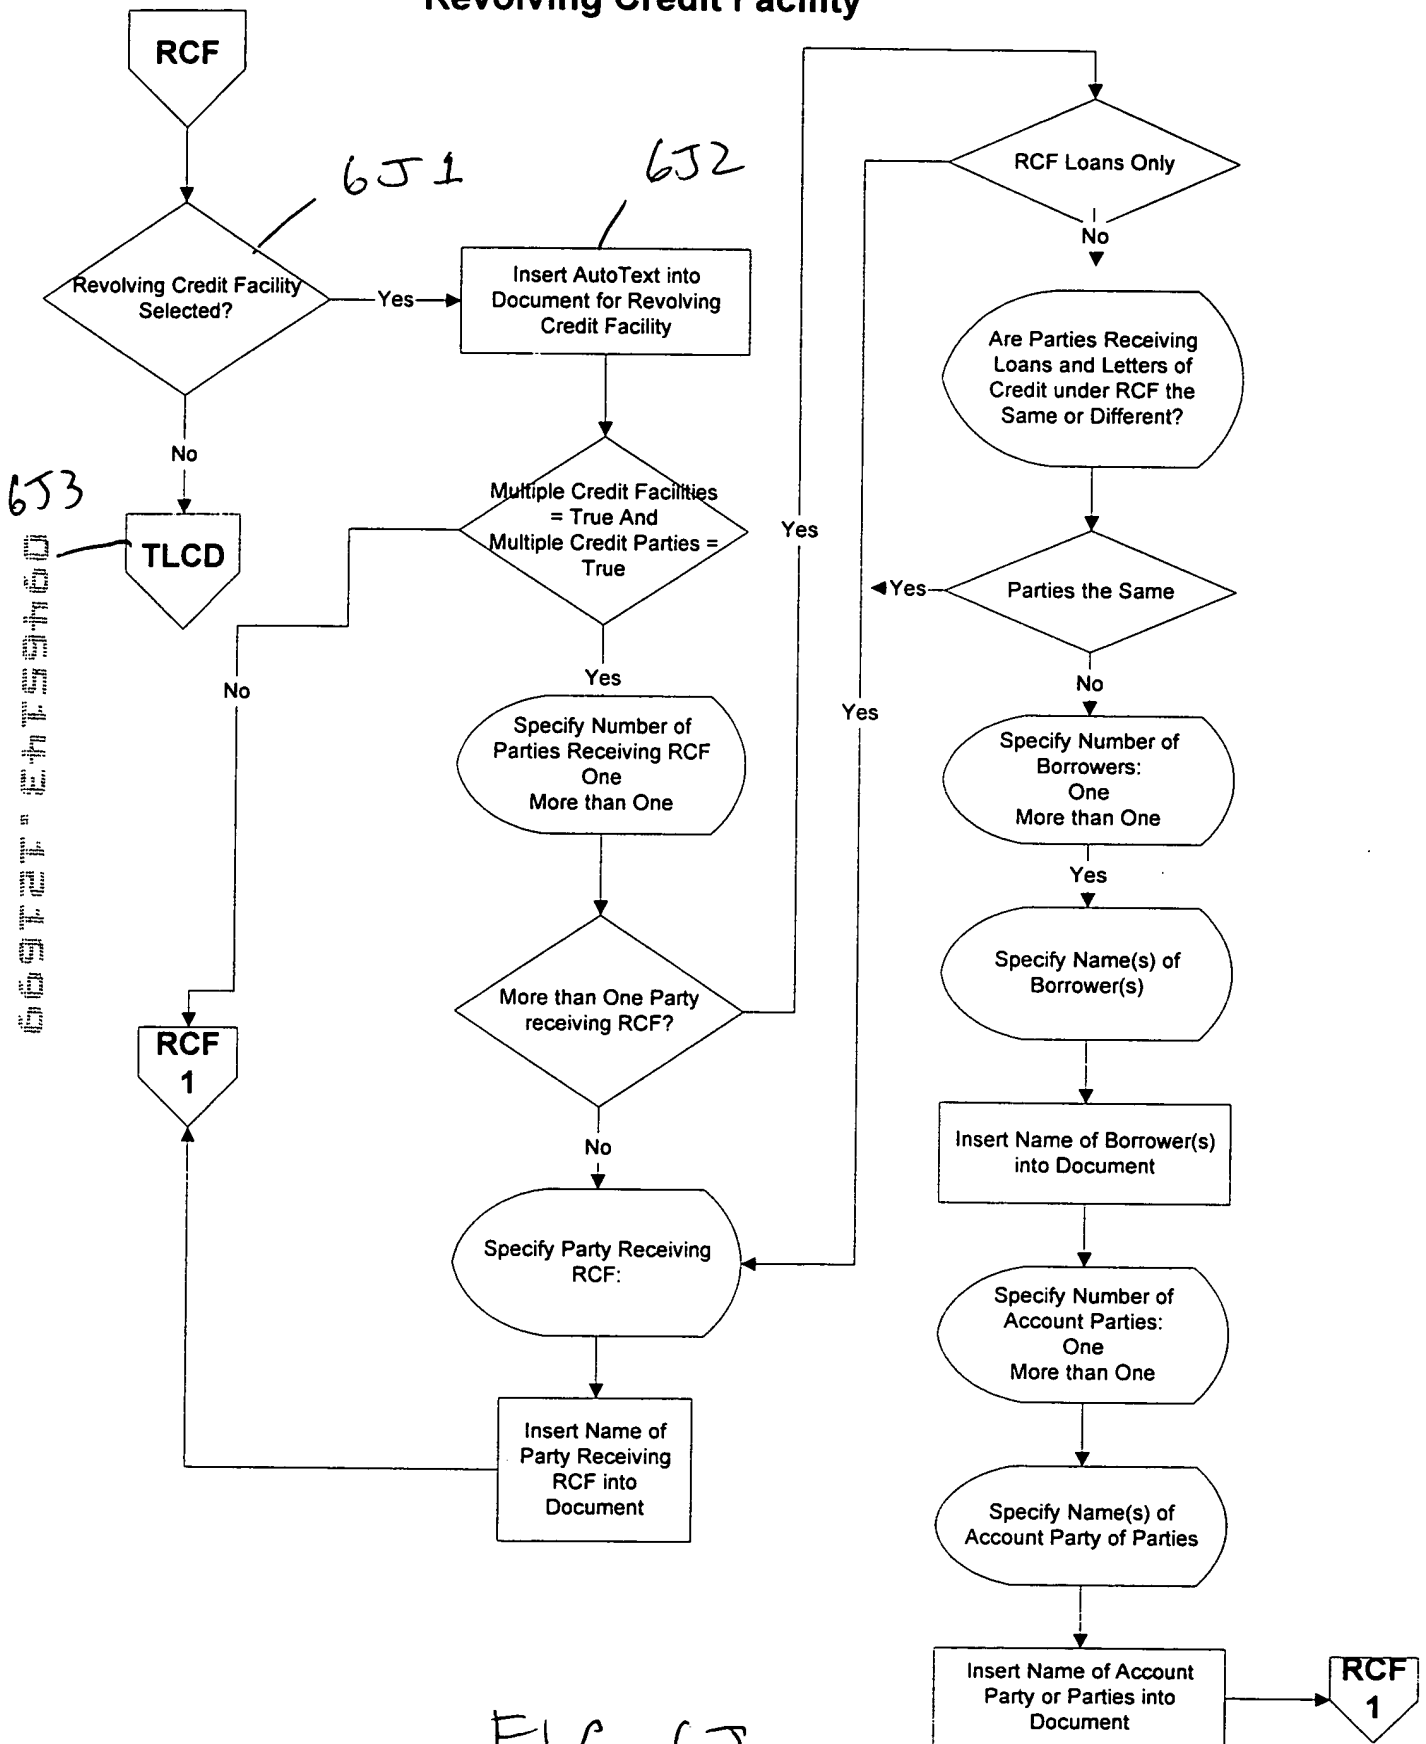 Revolving Credit Facility
RCF
6J1
6J2
Revolving Credit Facility
Selected?
Yes
Insert AutoText into
Document for Revolving
Credit Facility
No
6J3
TLCD
09465143.121699
Multiple Credit Facilities
= True And
Multiple Credit Parties =
True
No
Yes
Specify Number of
Parties Receiving RCF
One
More than One
More than One Party
receiving RCF?
Yes
No
RCF
1
Specify Party Receiving
RCF:
Insert Name of
Party Receiving
RCF into
Document
RCF Loans Only
Yes
No
Are Parties Receiving
Loans and Letters of
Credit under RCF the
Same or Different?
Parties the Same
Yes
No
Specify Number of
Borrowers:
One
More than One
Yes
Specify Name(s) of
Borrower(s)
Insert Name of Borrower(s)
into Document
Specify Number of
Account Parties:
One
More than One
Specify Name(s) of
Account Party of Parties
Insert Name of Account
Party or Parties into
Document
RCF
1
FIG. 6J